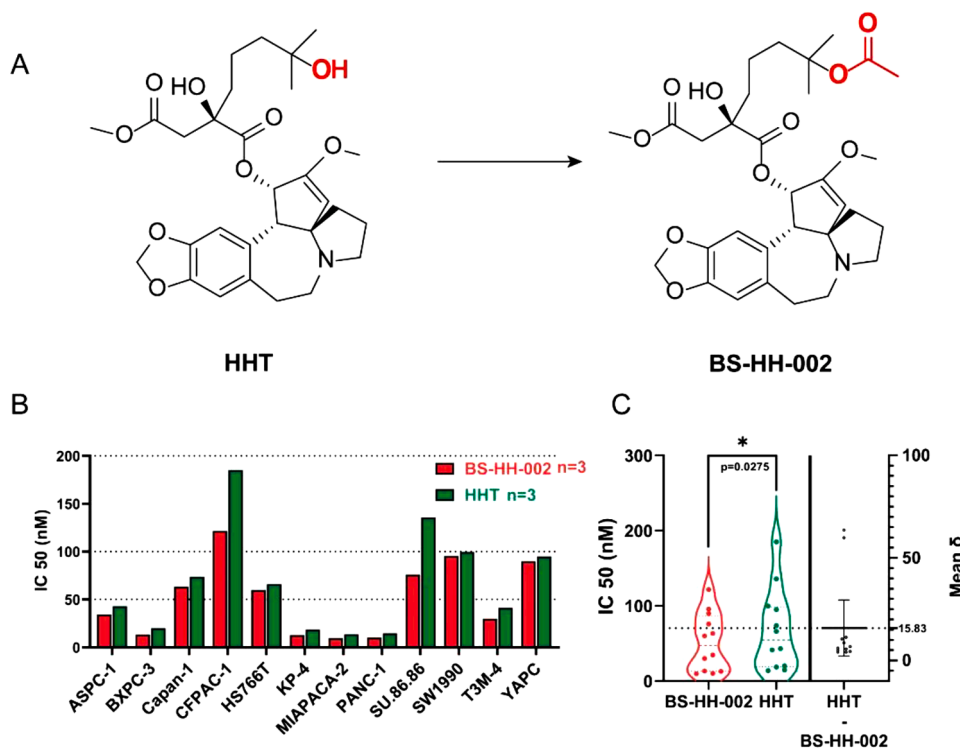 A
OH
HO
O
O
O
O
O
O
O
O
N
HHT
O
O
HO
O
O
O
O
O
O
O
O
N
BS-HH-002
B
IC 50 (nM)
200
150
100
50
0
BS-HH-002 n=3
HHT n=3
ASPC-1
BXPC-3
Capan-1
CFPAC-1
HS766T
KP-4
MIAPACA-2
PANC-1
SU.86.86
SW1990
T3M-4
YAPC
C
IC 50 (nM)
300
200
100
0
*
p=0.0275
100
50
15.83
0
BS-HH-002
HHT
HHT
-
BS-HH-002